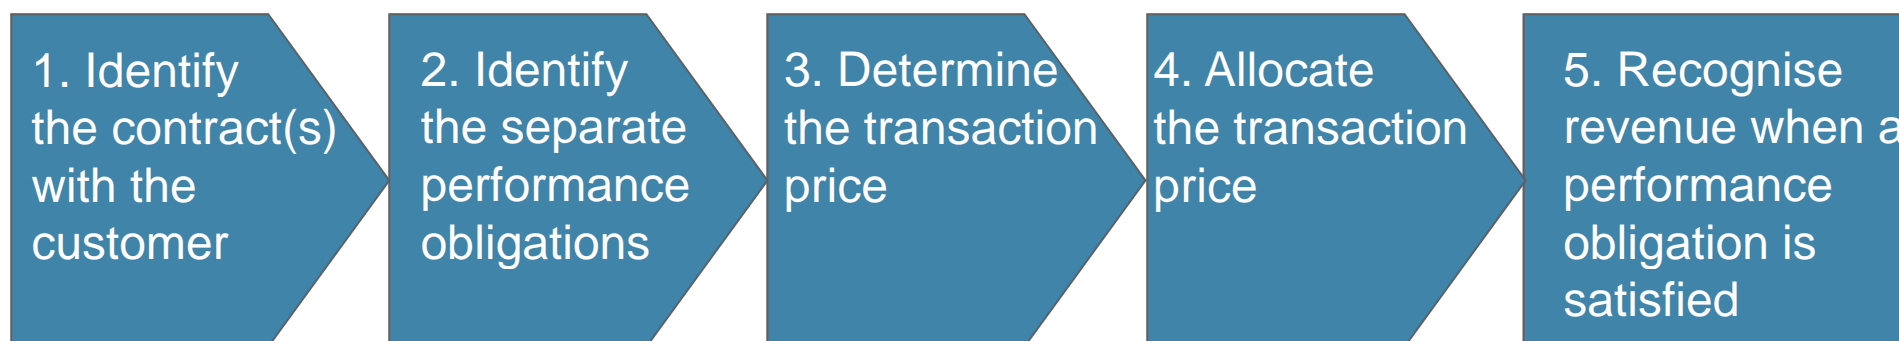 1. Identify
the contract(s)
with the
customer
2. Identify
the separate
performance
obligations
3. Determine
the transaction
price
4. Allocate
the transaction
price
5. Recognise
revenue when a
performance
obligation is
satisfied